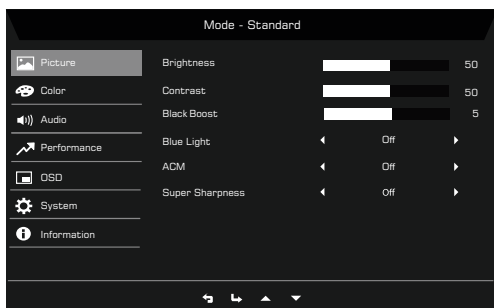 Mode - Standard
Picture
Color
Audio
Performance
OSD
System
Information
Brightness 50
Contrast 50
Black Boost 5
Blue Light Off
ACM Off
Super Sharpness Off